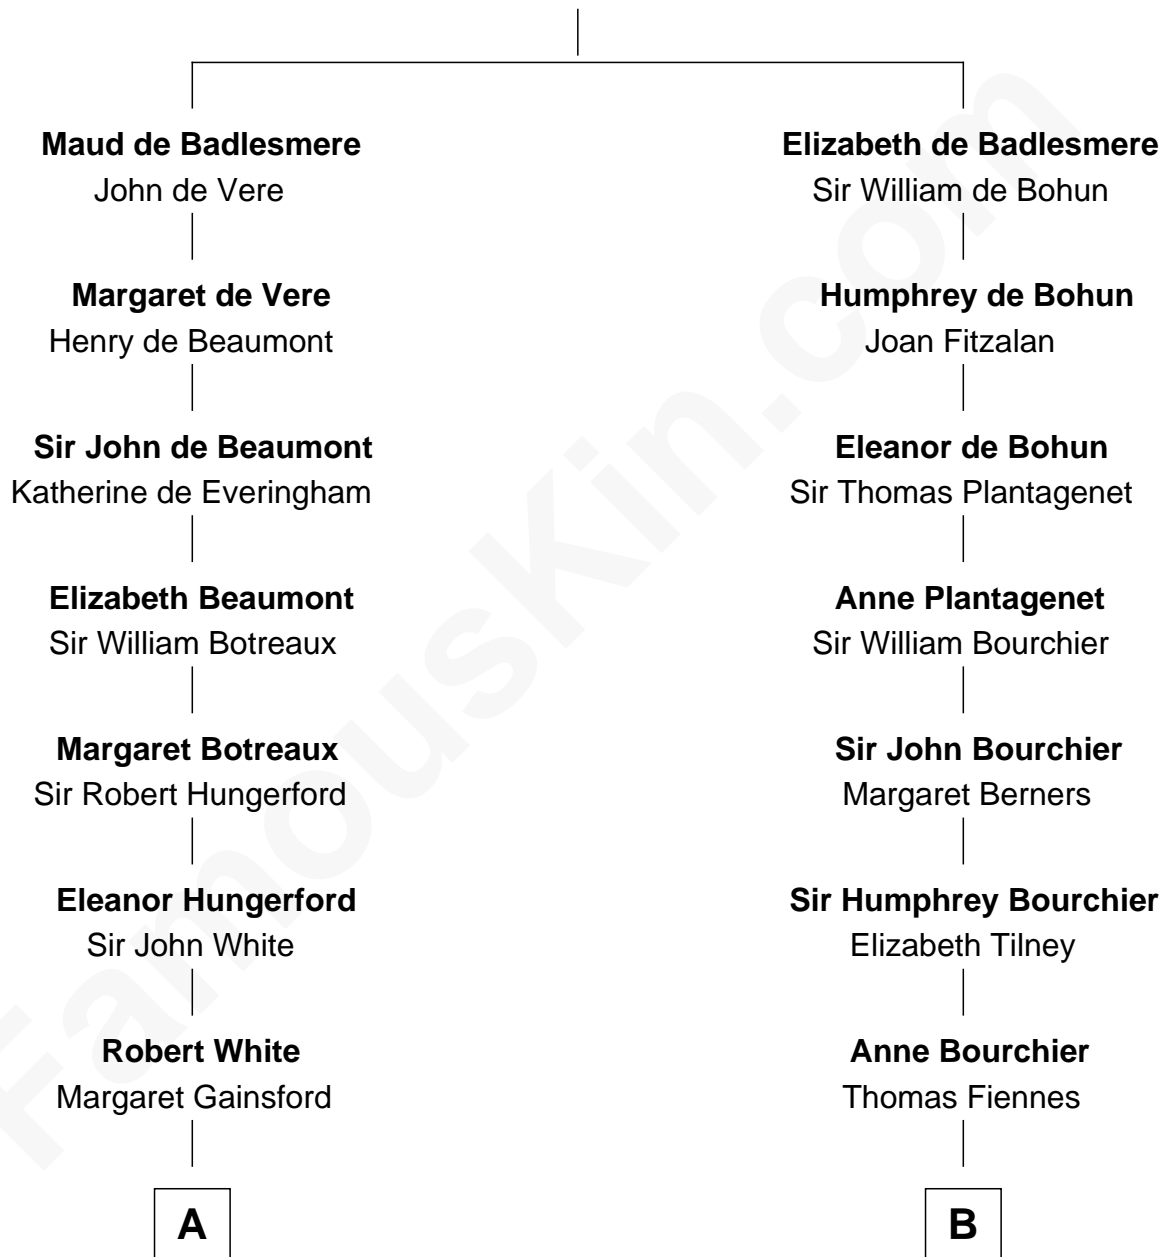 Maud de Badlesmere
John de Vere
Margaret de Vere
Henry de Beaumont
Sir John de Beaumont
Katherine de Everingham
Elizabeth Beaumont
Sir William Botreaux
Margaret Botreaux
Sir Robert Hungerford
Eleanor Hungerford
Sir John White
Robert White
Margaret Gainsford
A
Elizabeth de Badlesmere
Sir William de Bohun
Humphrey de Bohun
Joan Fitzalan
Eleanor de Bohun
Sir Thomas Plantagenet
Anne Plantagenet
Sir William Bourchier
Sir John Bourchier
Margaret Berners
Sir Humphrey Bourchier
Elizabeth Tilney
Anne Bourchier
Thomas Fiennes
B
FamousKin.com